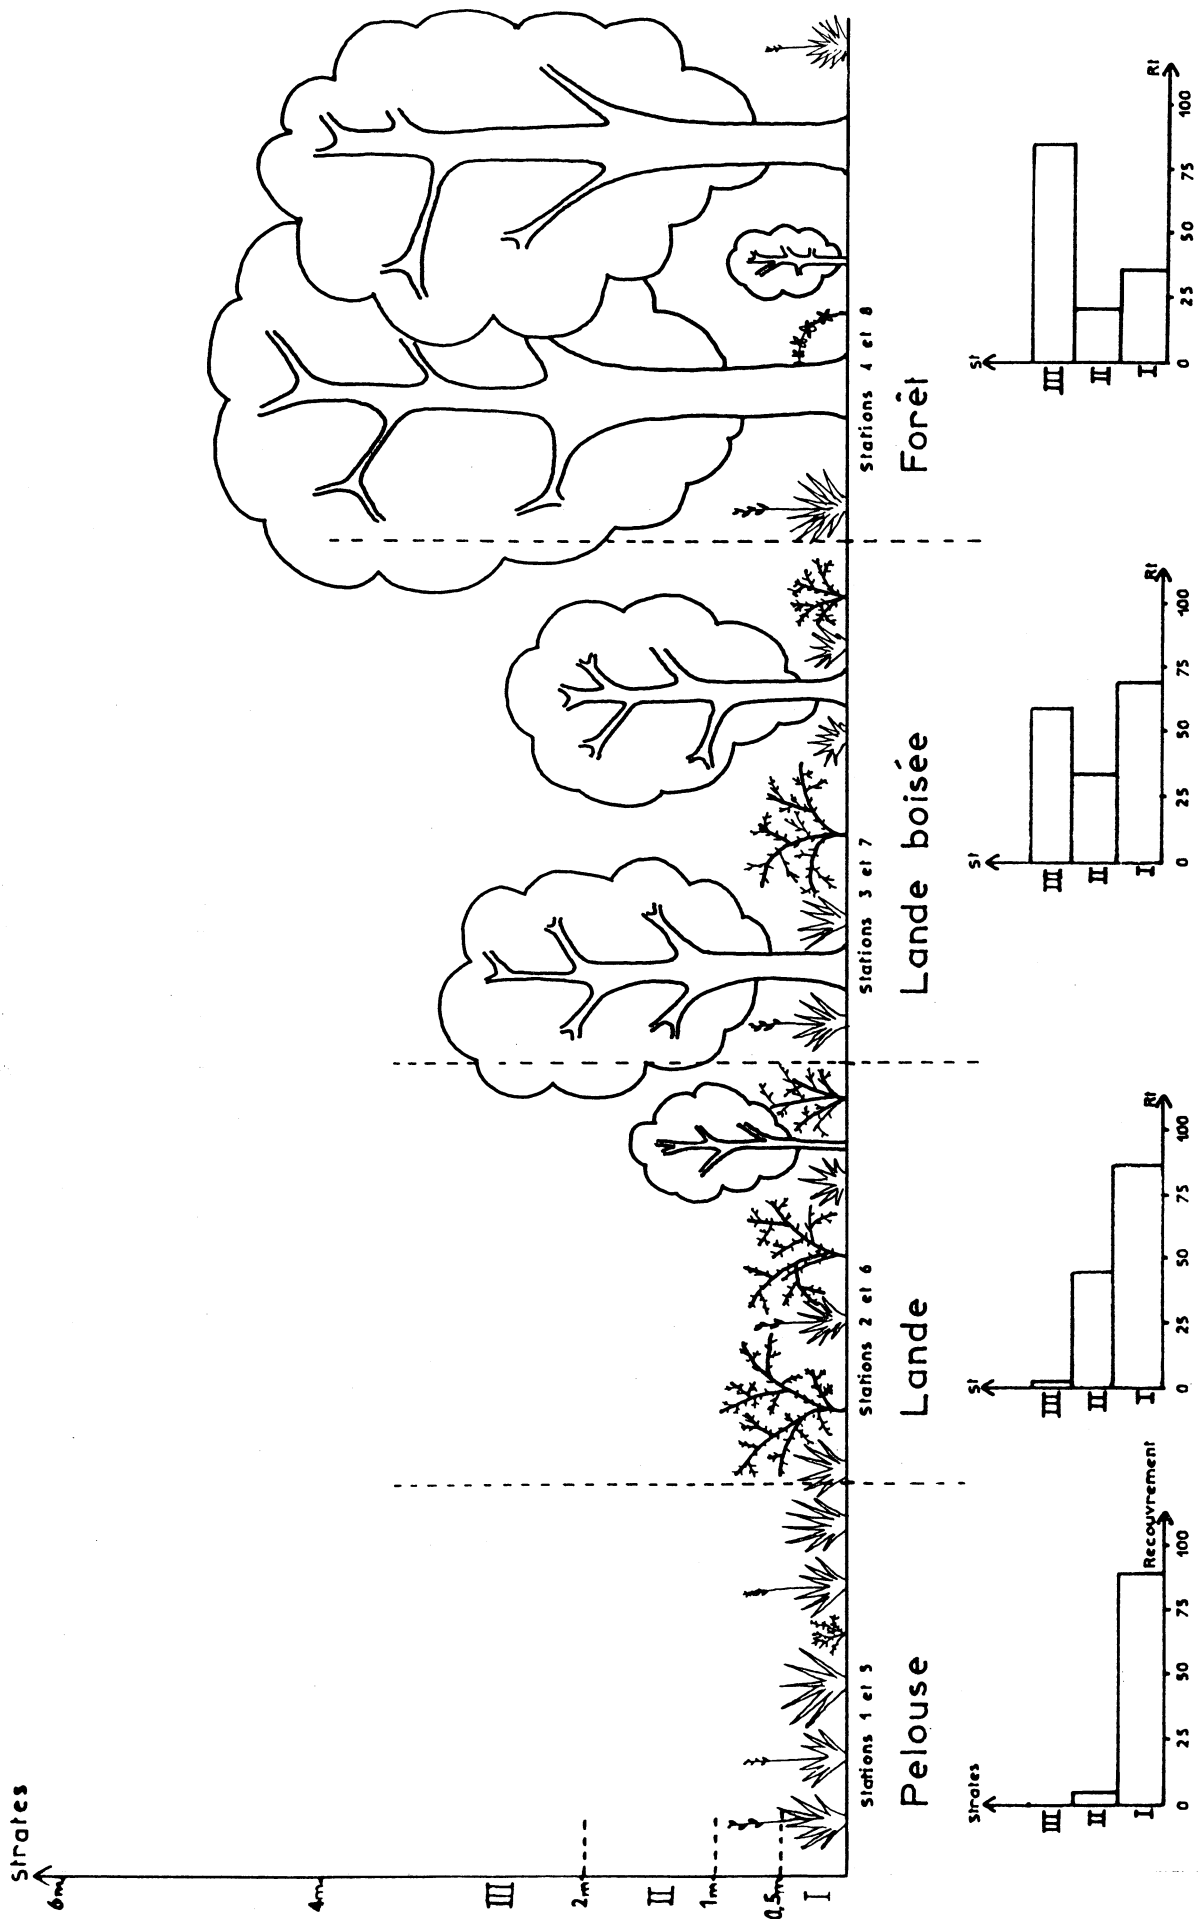 Strates
6m
4m
III
2m
II
1m
0,5m
I
Stations 1 et 5
Stations 2 et 6
Stations 3 et 7
Stations 4 et 8
Pelouse
Lande
Lande boisée
Forêt
Strates
III
II
I
0 25 50 75 100
Recouvrement
St
III
II
I
0 25 50 75 100
Rt
St
III
II
I
0 25 50 75 100
Rt
St
III
II
I
0 25 50 75 100
Rt